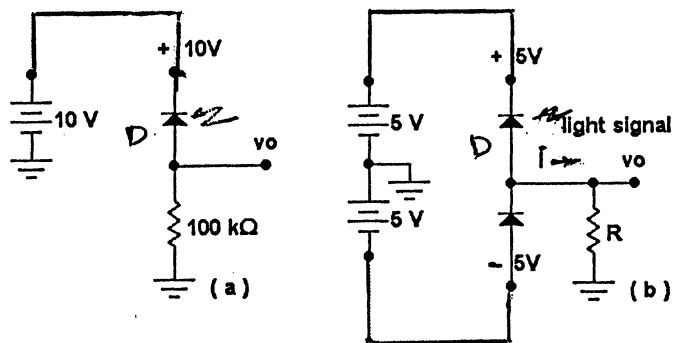 + 10V
10 V
D
vo
100 kΩ
( a )
+ 5V
5 V
light signal
D
I
vo
5 V
R
- 5V
( b )